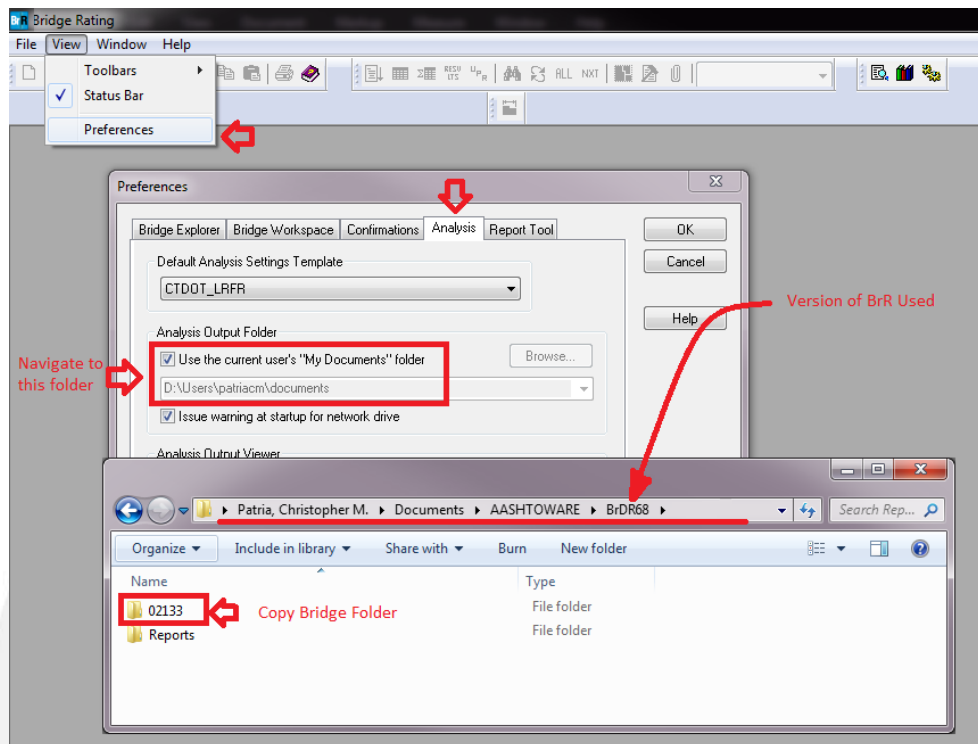 BrR Bridge Rating
File View Window Help
Toolbars
Status Bar
Preferences
RESU LTS ALL NXT
Preferences
Bridge Explorer Bridge Workspace Confirmations Analysis Report Tool
OK
Default Analysis Settings Template
Cancel
CTDOT_LRFR
Version of BrR Used
Help
Analysis Output Folder
Navigate to
this folder
Use the current user's "My Documents" folder
Browse...
D:\Users\patriacm\documents
Issue warning at startup for network drive
Analysis Output Viewer
Patria, Christopher M. Documents AASHTOWARE BrDR68
Search Rep...
Organize Include in library Share with Burn New folder
Name Type
02133 File folder
Copy Bridge Folder
Reports File folder